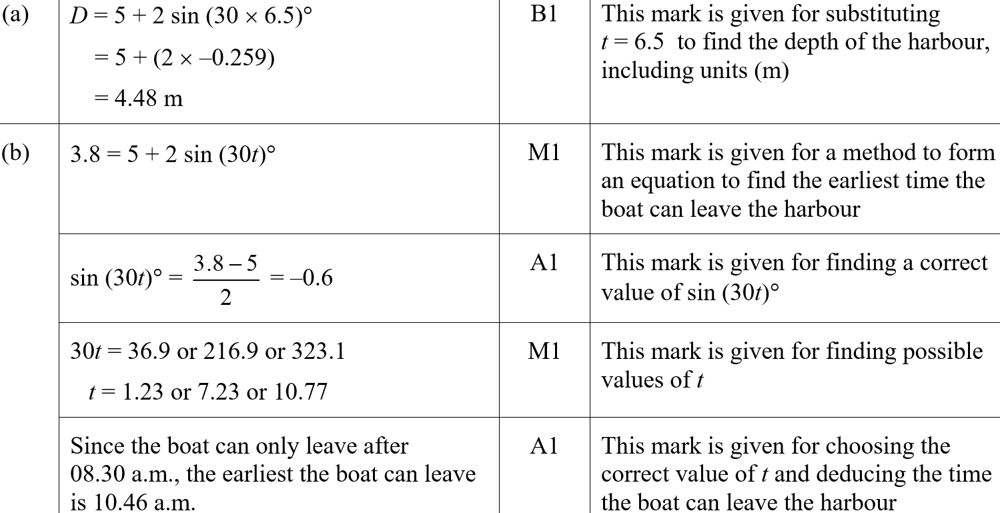 (a) D = 5 + 2 sin (30 × 6.5)° B1 This mark is given for substituting
t = 6.5 to find the depth of the harbour,
= 5 + (2 × –0.259)
including units (m)
= 4.48 m
(b) 3.8 = 5 + 2 sin (30t)° M1 This mark is given for a method to form
an equation to find the earliest time the
boat can leave the harbour
sin (30t)° = (3.8 – 5)/2 = –0.6 A1 This mark is given for finding a correct
value of sin (30t)°
30t = 36.9 or 216.9 or 323.1 M1 This mark is given for finding possible
values of t
t = 1.23 or 7.23 or 10.77
Since the boat can only leave after A1 This mark is given for choosing the
08.30 a.m., the earliest the boat can leave correct value of t and deducing the time
is 10.46 a.m. the boat can leave the harbour